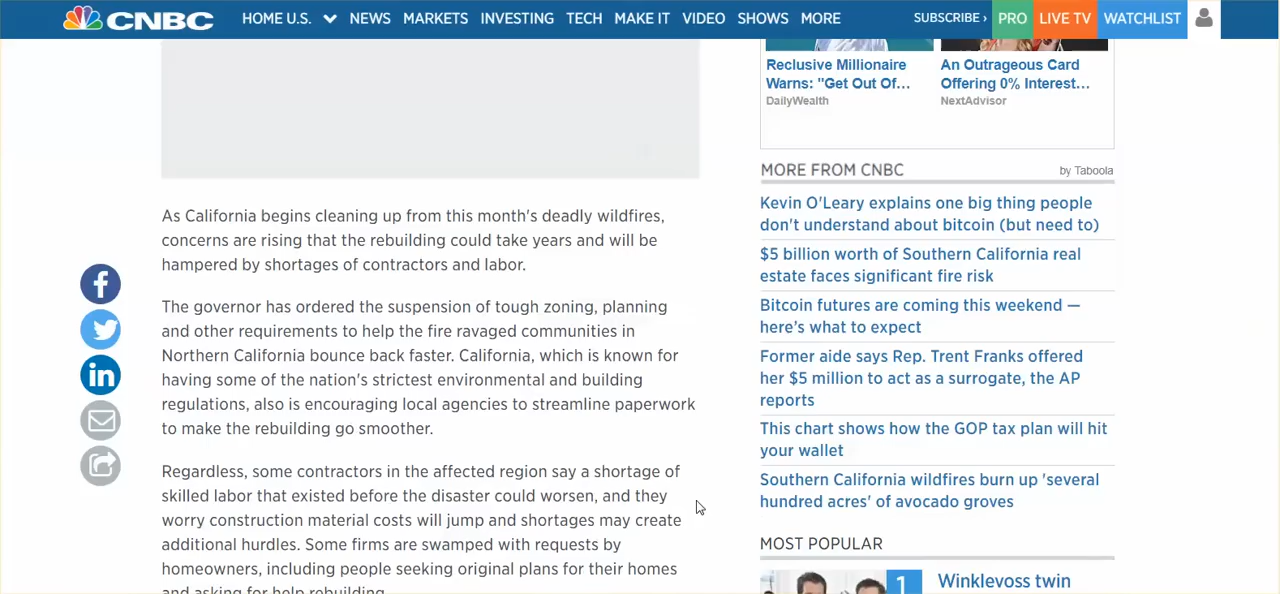 CNBC HOME U.S. NEWS MARKETS INVESTING TECH MAKE IT VIDEO SHOWS MORE SUBSCRIBE › PRO LIVE TV WATCHLIST
As California begins cleaning up from this month's deadly wildfires,
concerns are rising that the rebuilding could take years and will be
hampered by shortages of contractors and labor.
The governor has ordered the suspension of tough zoning, planning
and other requirements to help the fire ravaged communities in
Northern California bounce back faster. California, which is known for
having some of the nation's strictest environmental and building
regulations, also is encouraging local agencies to streamline paperwork
to make the rebuilding go smoother.
Regardless, some contractors in the affected region say a shortage of
skilled labor that existed before the disaster could worsen, and they
worry construction material costs will jump and shortages may create
additional hurdles. Some firms are swamped with requests by
homeowners, including people seeking original plans for their homes
and asking for help rebuilding.
f
in
Reclusive Millionaire
Warns: "Get Out Of...
DailyWealth
An Outrageous Card
Offering 0% Interest...
NextAdvisor
MORE FROM CNBC by Taboola
Kevin O'Leary explains one big thing people
don't understand about bitcoin (but need to)
$5 billion worth of Southern California real
estate faces significant fire risk
Bitcoin futures are coming this weekend —
here's what to expect
Former aide says Rep. Trent Franks offered
her $5 million to act as a surrogate, the AP
reports
This chart shows how the GOP tax plan will hit
your wallet
Southern California wildfires burn up 'several
hundred acres' of avocado groves
MOST POPULAR
1
Winklevoss twin